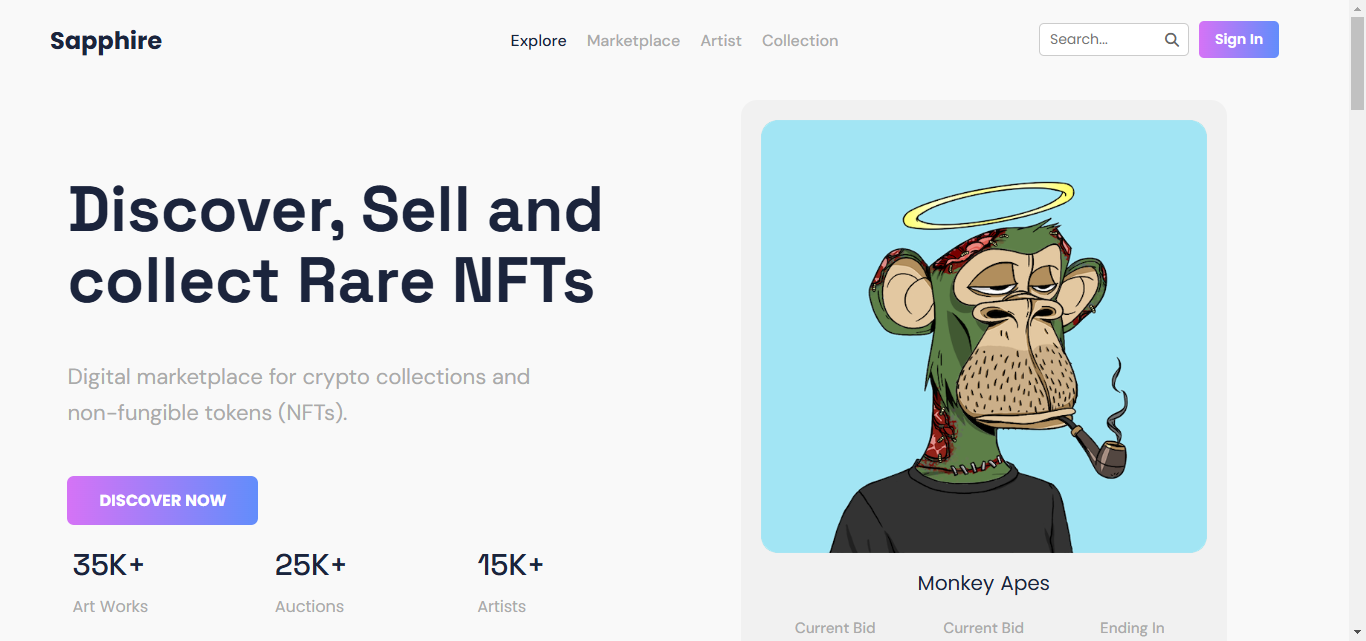 Sapphire
Explore Marketplace Artist Collection
Search...
Sign In
Discover, Sell and
collect Rare NFTs
Digital marketplace for crypto collections and
non-fungible tokens (NFTs).
DISCOVER NOW
35K+ 25K+ 15K+
Art Works Auctions Artists
Monkey Apes
Current Bid Current Bid Ending In